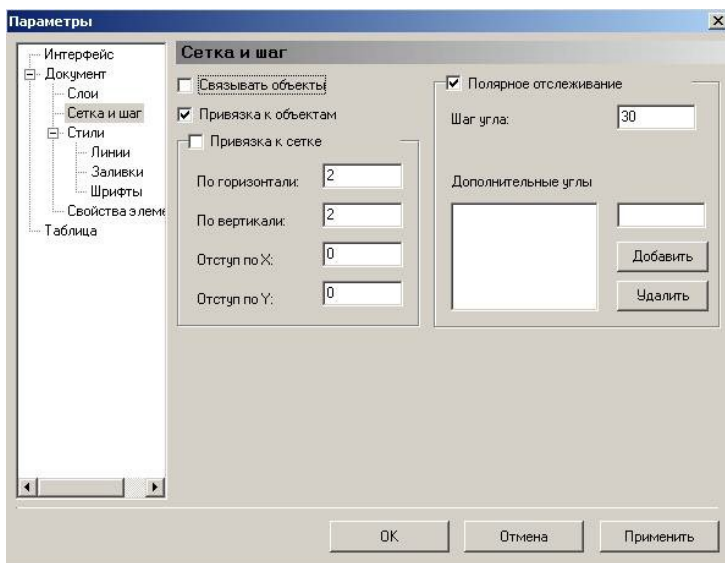 Параметры
Интерфейс
Документ
Слои
Сетка и шаг
Стили
Линии
Заливки
Шрифты
Свойства элеме
Таблица
Сетка и шаг
Связывать объекты
Привязка к объектам
Привязка к сетке
По горизонтали: 2
По вертикали: 2
Отступ по X: 0
Отступ по Y: 0
Полярное отслеживание
Шаг угла: 30
Дополнительные углы
Добавить
Удалить
OK Отмена Применить